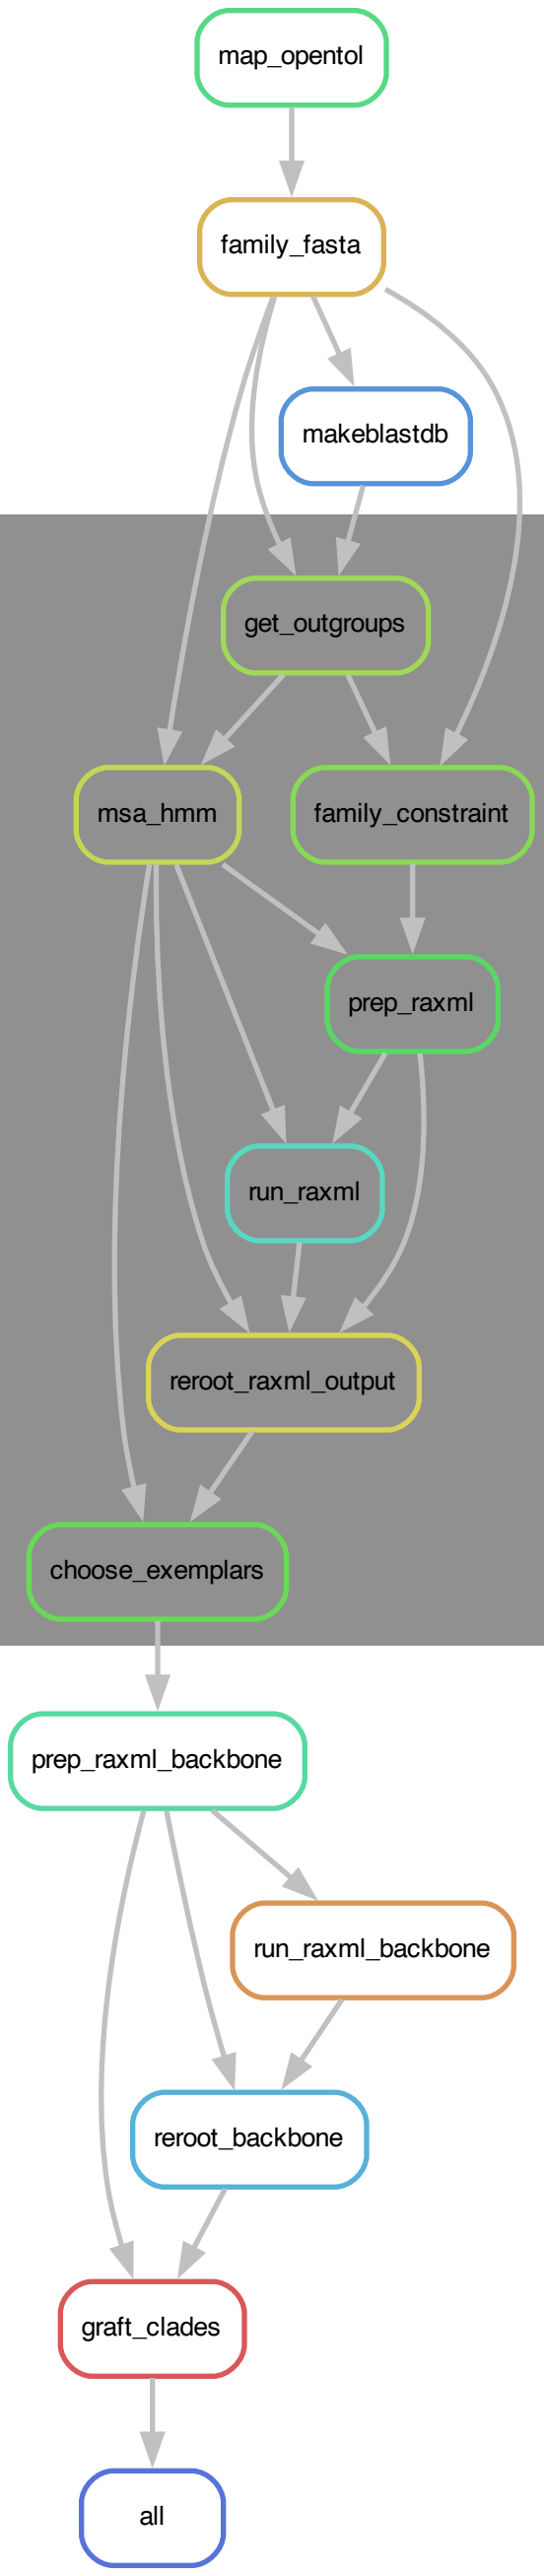 map_opentol
family_fasta
makeblastdb
get_outgroups
msa_hmm
family_constraint
prep_raxml
run_raxml
reroot_raxml_output
choose_exemplars
prep_raxml_backbone
run_raxml_backbone
reroot_backbone
graft_clades
all